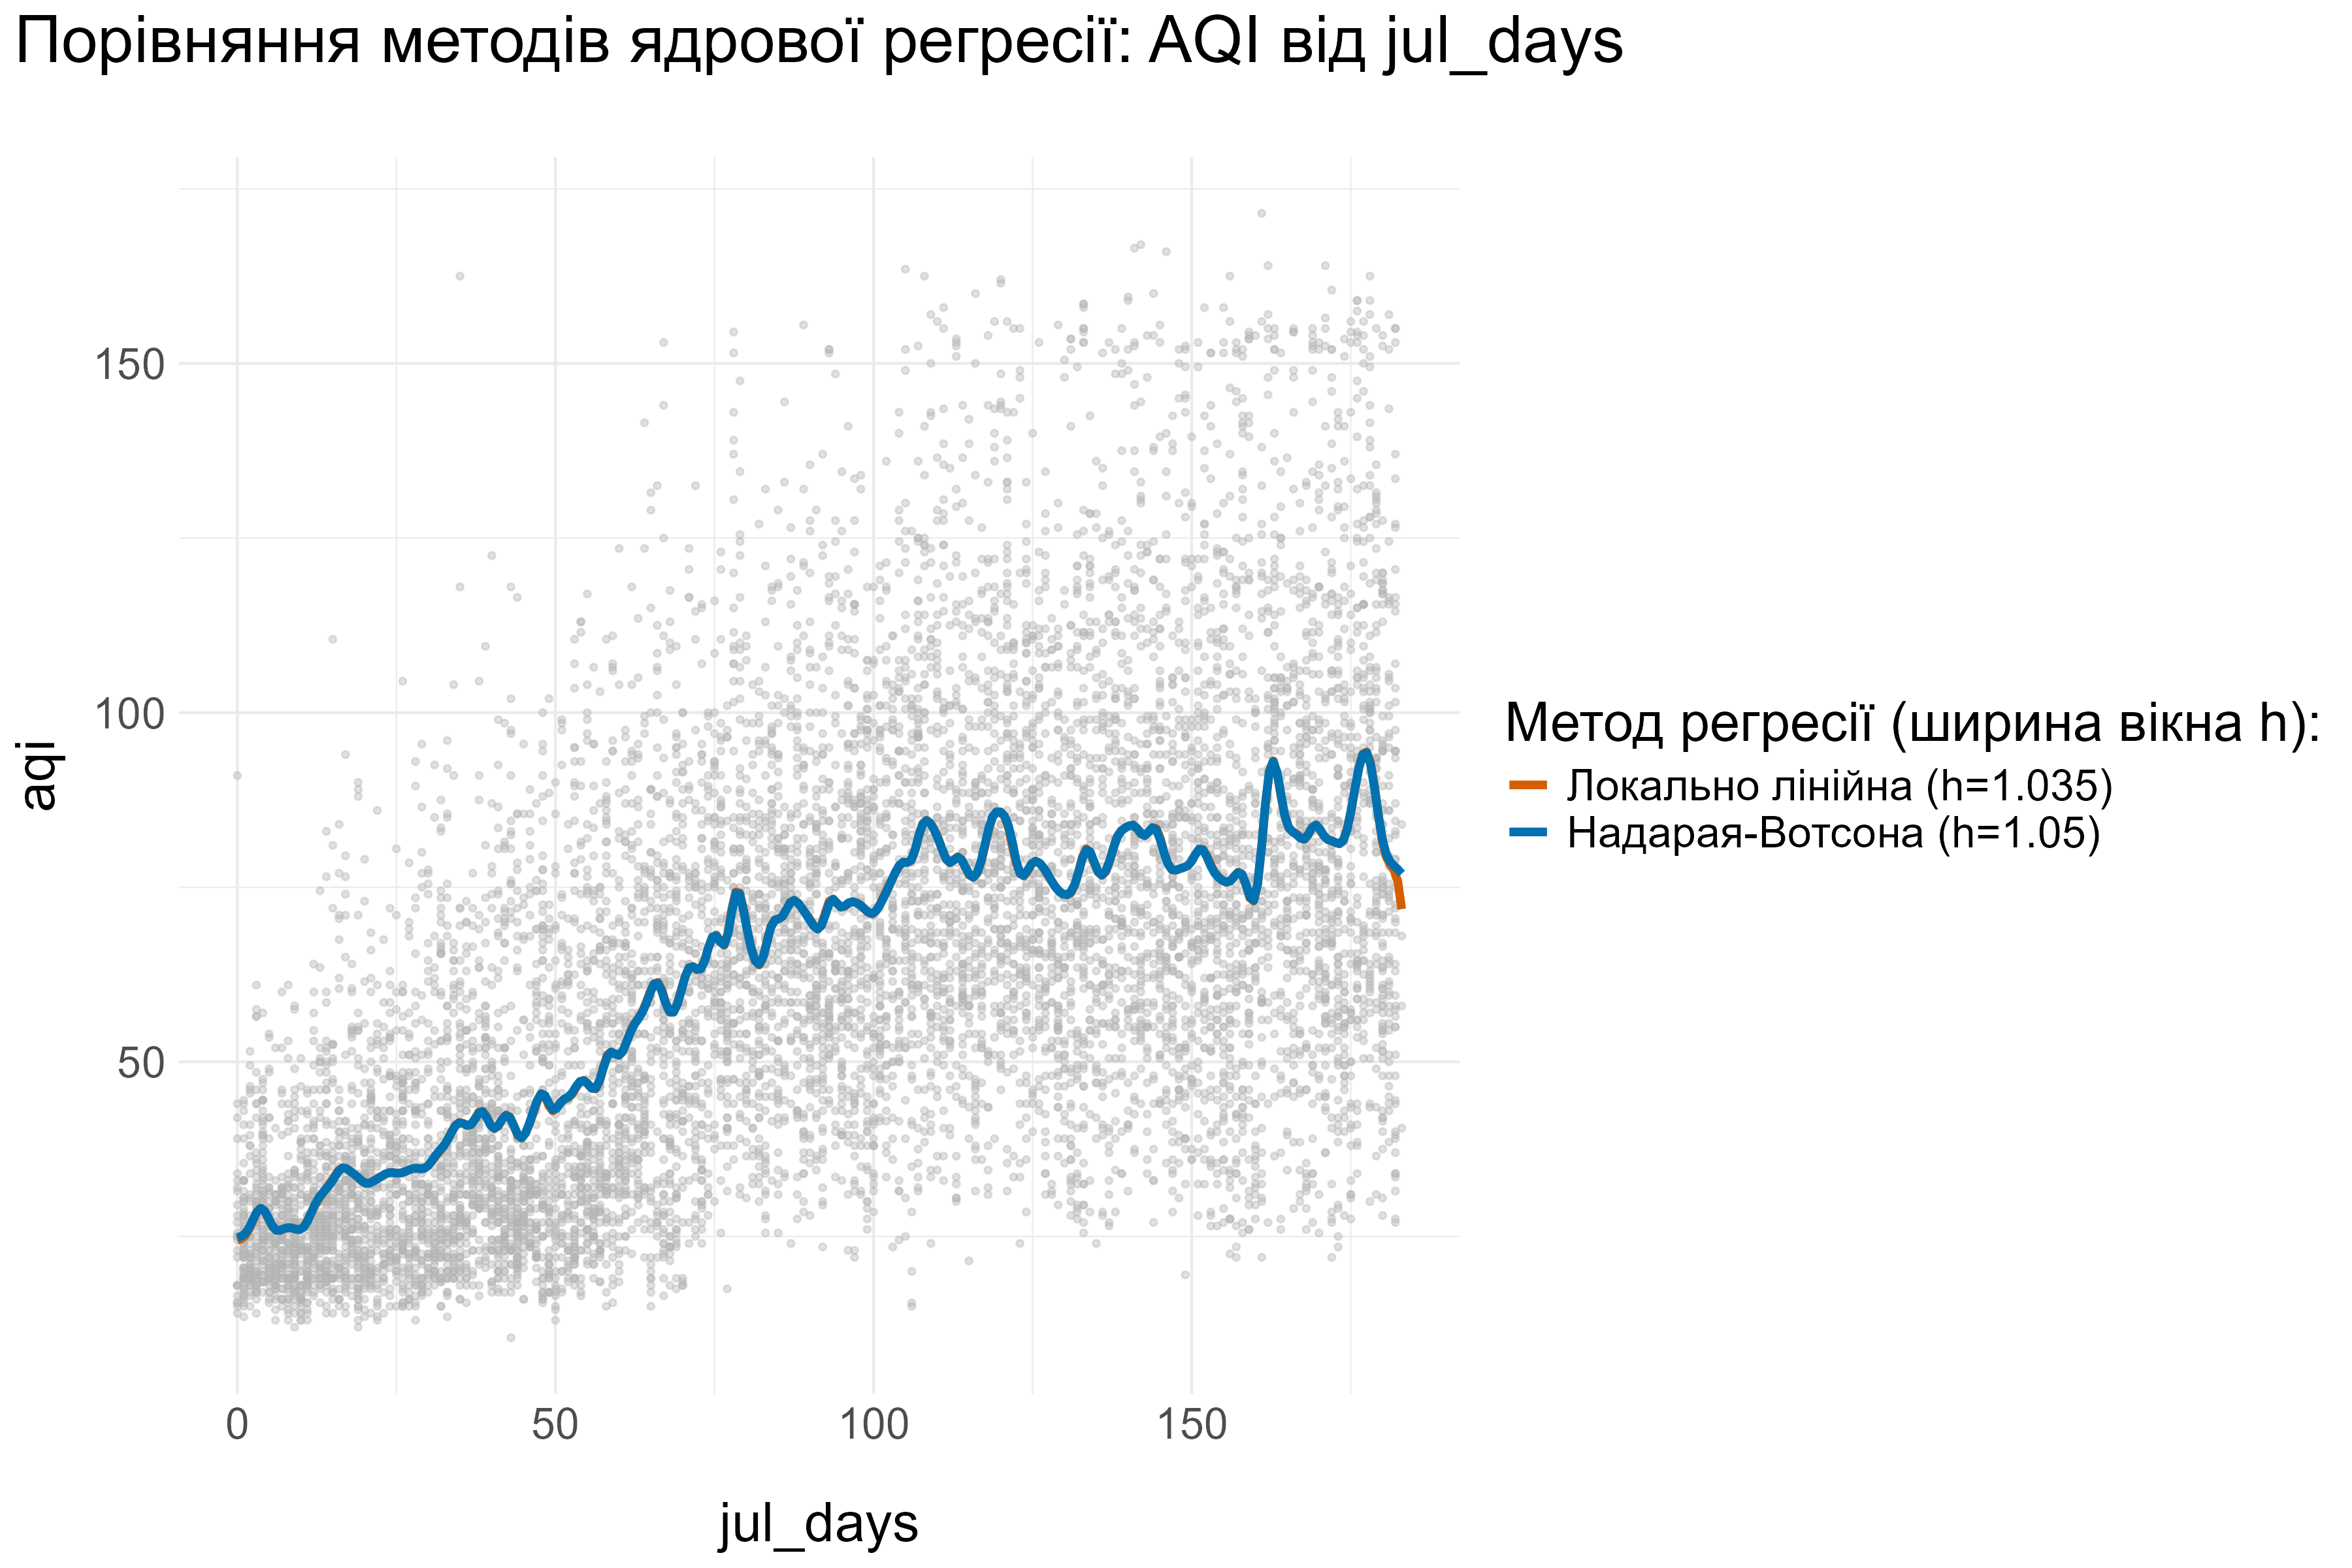 Порівняння методів ядрової регресії: AQI від jul_days
150
100
50
aqi
0 50 100 150
jul_days
Метод регресії (ширина вікна h):
Локально лінійна (h=1.035)
Надарая-Вотсона (h=1.05)